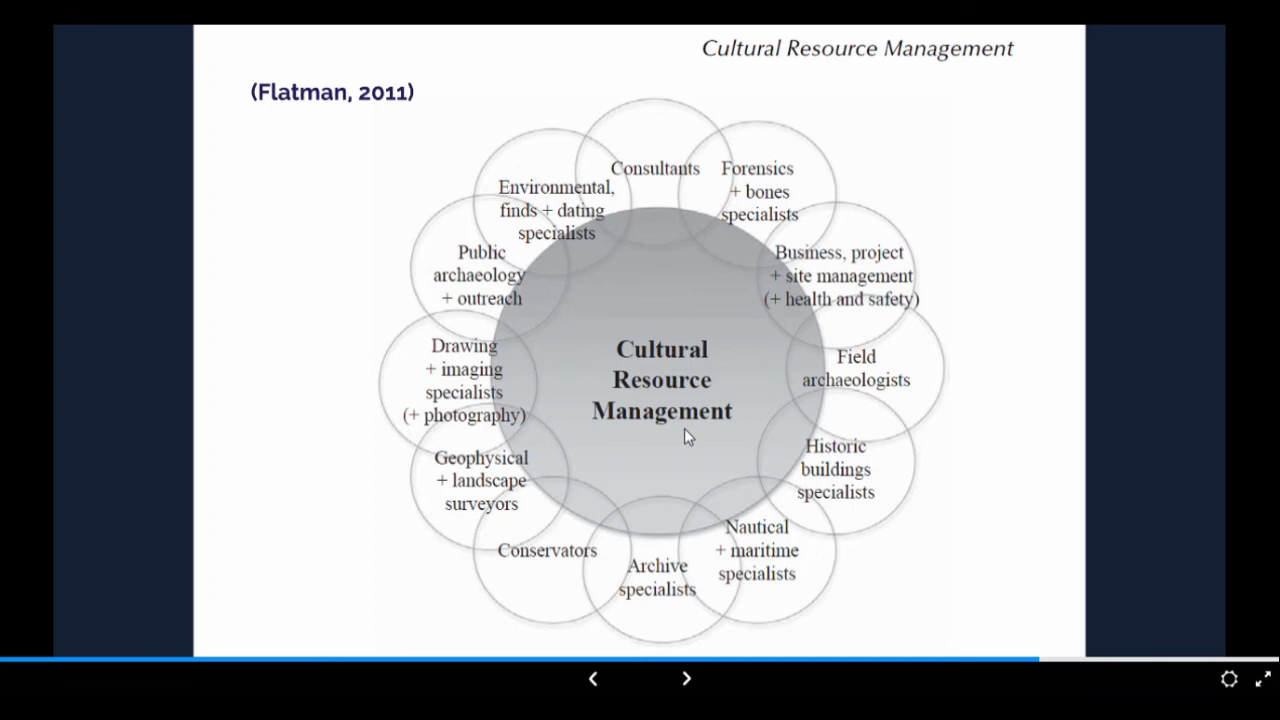 Cultural Resource Management
(Flatman, 2011)
Consultants
Forensics
+ bones
specialists
Business, project
+ site management
(+ health and safety)
Field
archaeologists
Historic
buildings
specialists
Nautical
+ maritime
specialists
Archive
specialists
Conservators
Geophysical
+ landscape
surveyors
Drawing
+ imaging
specialists
(+ photography)
Public
archaeology
+ outreach
Environmental,
finds + dating
specialists
Cultural
Resource
Management